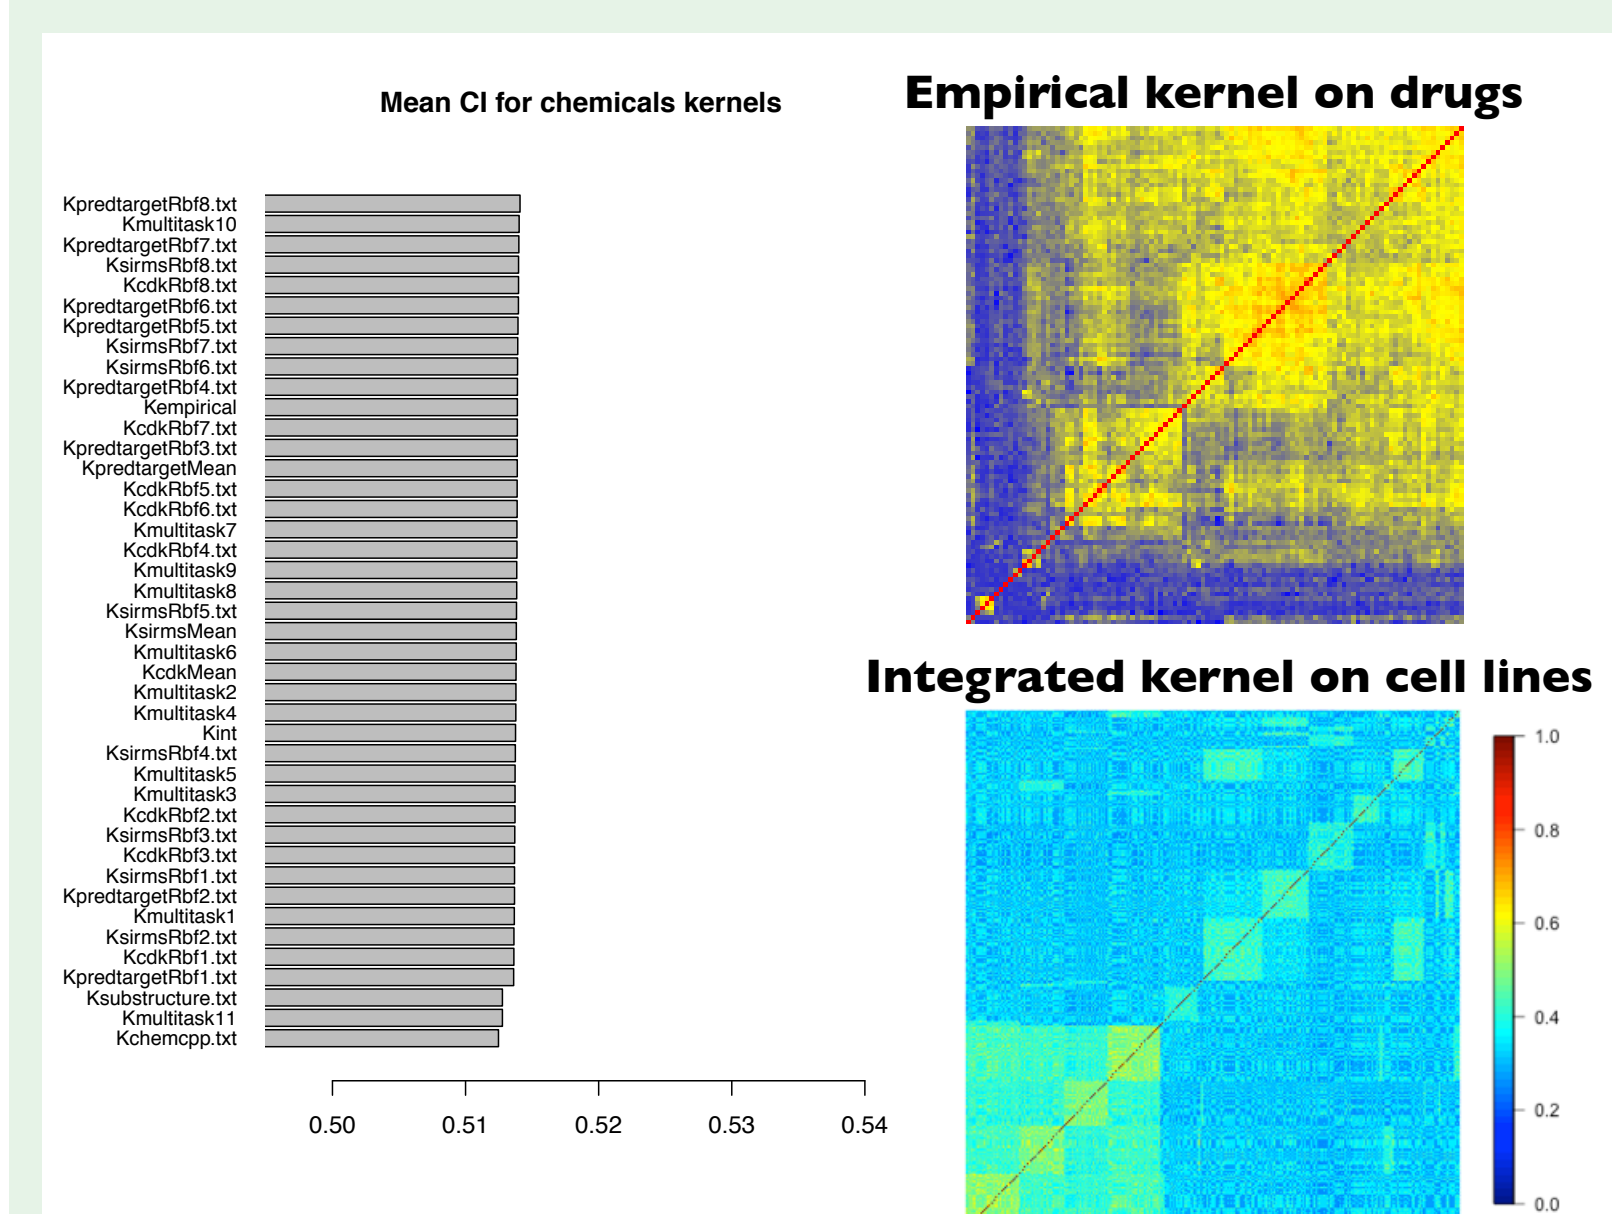 Mean CI for chemicals kernels
KpredtargetRbf8.txt
Kmultitask10
KpredtargetRbf7.txt
KsirmsRbf8.txt
KcdkRbf8.txt
KpredtargetRbf6.txt
KpredtargetRbf5.txt
KsirmsRbf7.txt
KsirmsRbf6.txt
KpredtargetRbf4.txt
Kempirical
KcdkRbf7.txt
KpredtargetRbf3.txt
KpredtargetMean
KcdkRbf5.txt
KcdkRbf6.txt
Kmultitask7
KcdkRbf4.txt
Kmultitask9
Kmultitask8
KsirmsRbf5.txt
KsirmsMean
Kmultitask6
KcdkMean
Kmultitask2
Kmultitask4
Kint
KsirmsRbf4.txt
Kmultitask5
Kmultitask3
KcdkRbf2.txt
KsirmsRbf3.txt
KcdkRbf3.txt
KsirmsRbf1.txt
KpredtargetRbf2.txt
Kmultitask1
KsirmsRbf2.txt
KcdkRbf1.txt
KpredtargetRbf1.txt
Ksubstructure.txt
Kmultitask11
Kchemcpp.txt
0.50 0.51 0.52 0.53 0.54
Empirical kernel on drugs
Integrated kernel on cell lines
1.0
0.8
0.6
0.4
0.2
0.0